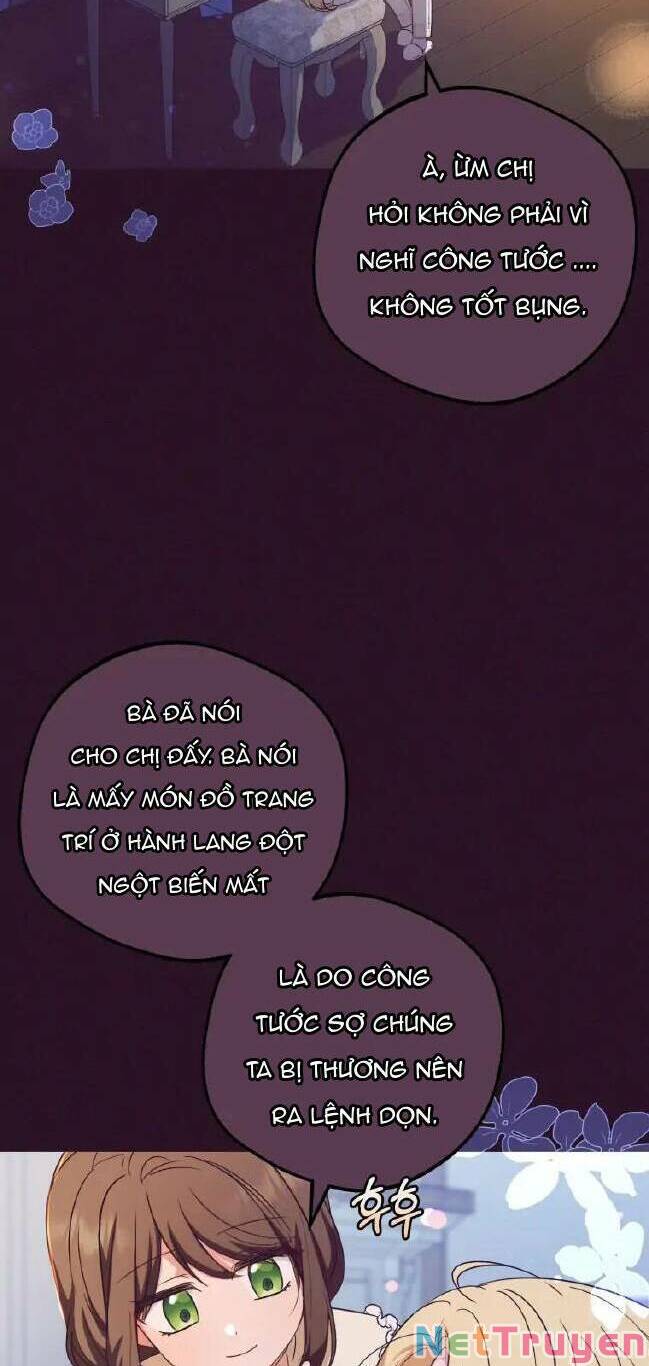 À, ỪM CHỊ
HỎI KHÔNG PHẢI VÌ
NGHĨ CÔNG TƯỚC ....
KHÔNG TỐT BỤNG.
BÀ ĐÃ NÓI
CHO CHỊ ĐẤY. BÀ NÓI
LÀ MẤY MÓN ĐỒ TRANG
TRÍ Ở HÀNH LANG ĐỘT
NGỘT BIẾN MẤT
LÀ DO CÔNG
TƯỚC SỢ CHÚNG
TA BỊ THƯƠNG NÊN
RA LỆNH DỌN.
후후
NetTruyen